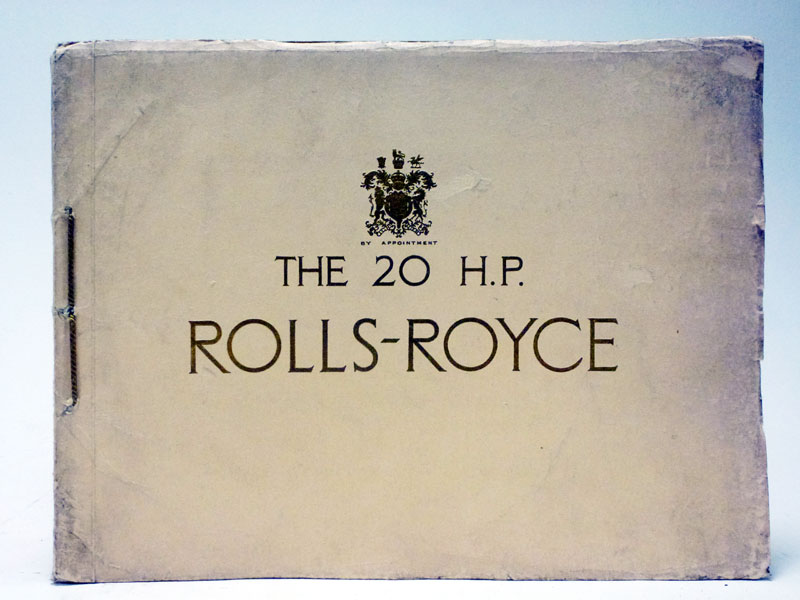 BY APPOINTMENT
THE 20 H.P.
ROLLS-ROYCE